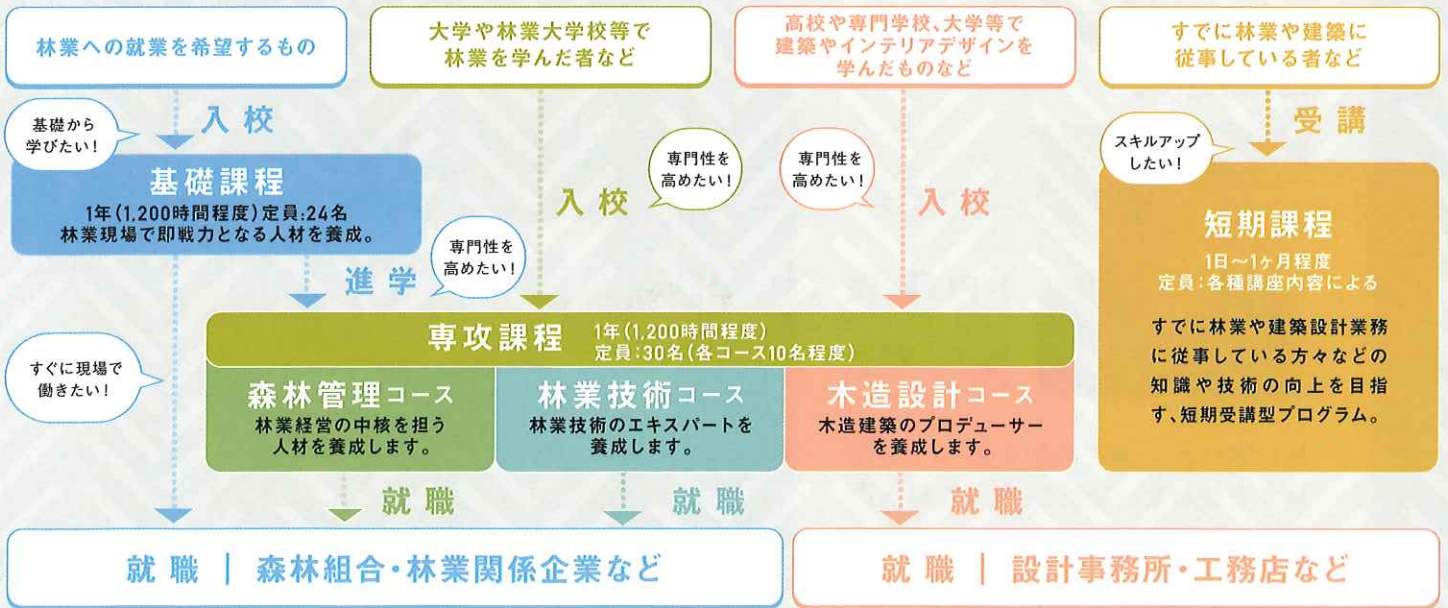 林業への就業を希望するもの
大学や林業大学校等で
林業を学んだ者など
高校や専門学校、大学等で
建築やインテリアデザインを
学んだものなど
すでに林業や建築に
従事している者など
基礎から
学びたい！
入校
基礎課程
1年(1,200時間程度)定員:24名
林業現場で即戦力となる人材を養成。
専門性を
高めたい！
進学
専門性を
高めたい！
入校
専門性を
高めたい！
入校
受講
スキルアップ
したい！
短期課程
1日～1ヶ月程度
定員:各種講座内容による
すでに林業や建築設計業務
に従事している方々などの
知識や技術の向上を目指
す、短期受講型プログラム。
すぐに現場で
働きたい！
専攻課程
1年(1,200時間程度)
定員:30名(各コース10名程度)
森林管理コース
林業経営の中核を担う
人材を養成します。
林業技術コース
林業技術のエキスパートを
養成します。
木造設計コース
木造建築のプロデューサー
を養成します。
就職
就職
就職
就職｜森林組合・林業関係企業など
就職｜設計事務所・工務店など